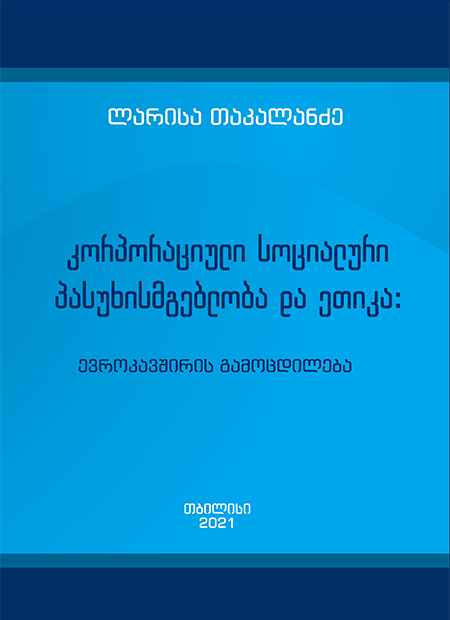 ლარისა თაკალანძე
კორპორაციული სოციალური
პასუხისმგებლობა და ეთიკა:
ევროკავშირის გამოცდილება
თბილისი
2021